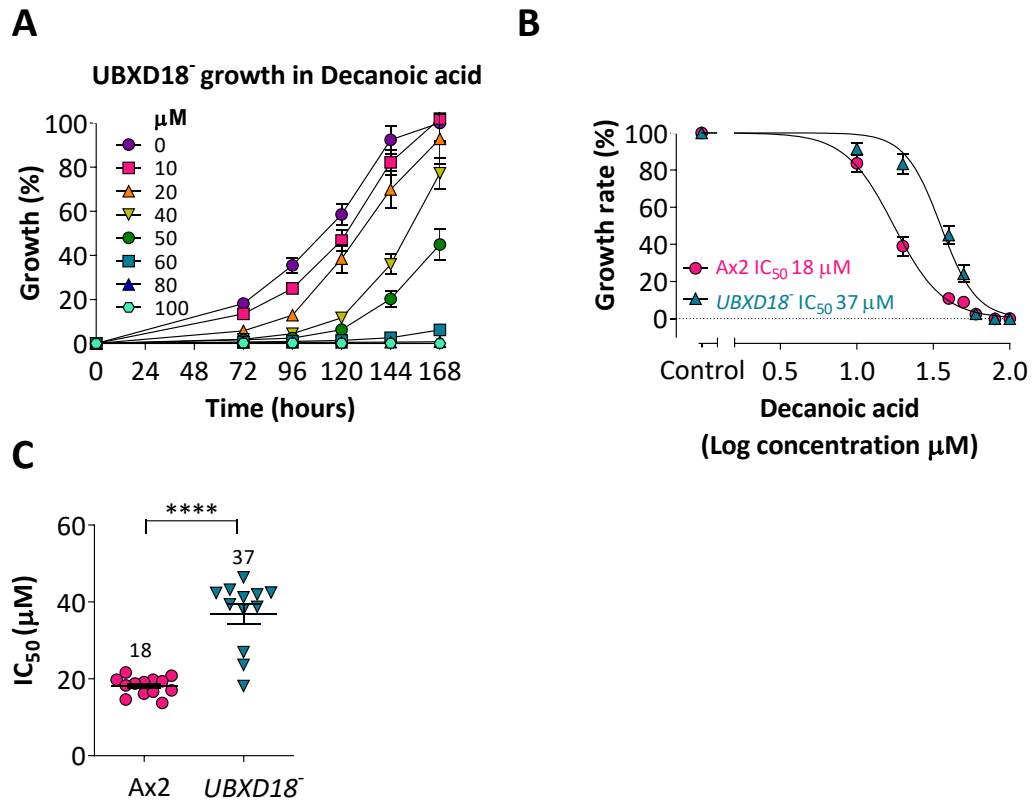 A
UBXD18⁻ growth in Decanoic acid
µM
0
10
20
40
50
60
80
100
Growth (%)
100
80
60
40
20
0
0 24 48 72 96 120 144 168
Time (hours)
B
Growth rate (%)
100
80
60
40
20
0
Ax2 IC₅₀ 18 µM
UBXD18⁻ IC₅₀ 37 µM
Control 0.5 1.0 1.5 2.0
Decanoic acid
(Log concentration µM)
C
IC₅₀ (µM)
60
40
20
0
****
37
18
Ax2 UBXD18⁻